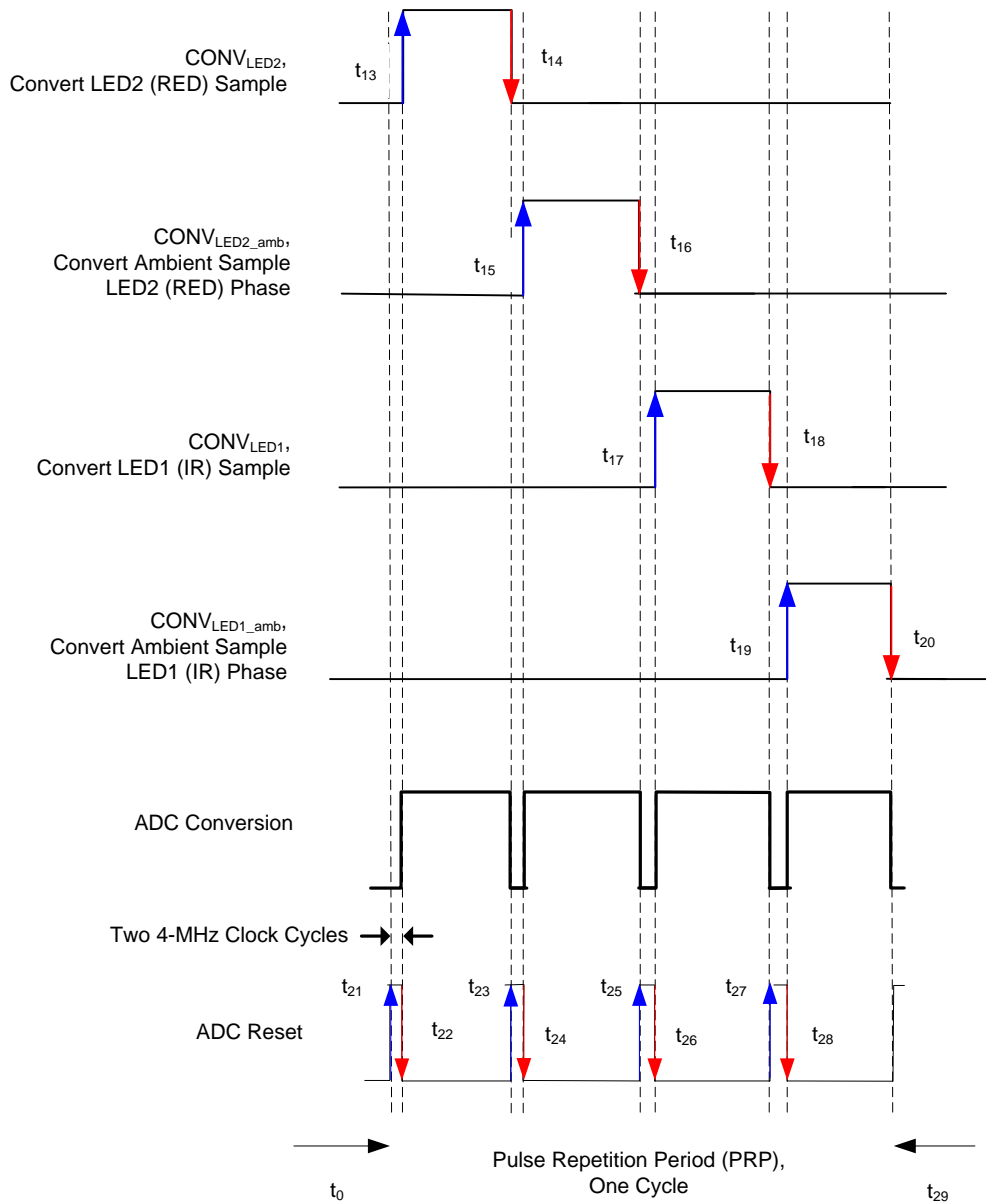 CONVLED2,
Convert LED2 (RED) Sample
t13
t14
CONVLED2_amb,
Convert Ambient Sample
LED2 (RED) Phase
t15
t16
CONVLED1,
Convert LED1 (IR) Sample
t17
t18
CONVLED1_amb,
Convert Ambient Sample
LED1 (IR) Phase
t19
t20
ADC Conversion
Two 4-MHz Clock Cycles
t21
t23
t25
t27
ADC Reset
t22
t24
t26
t28
Pulse Repetition Period (PRP),
One Cycle
t0
t29